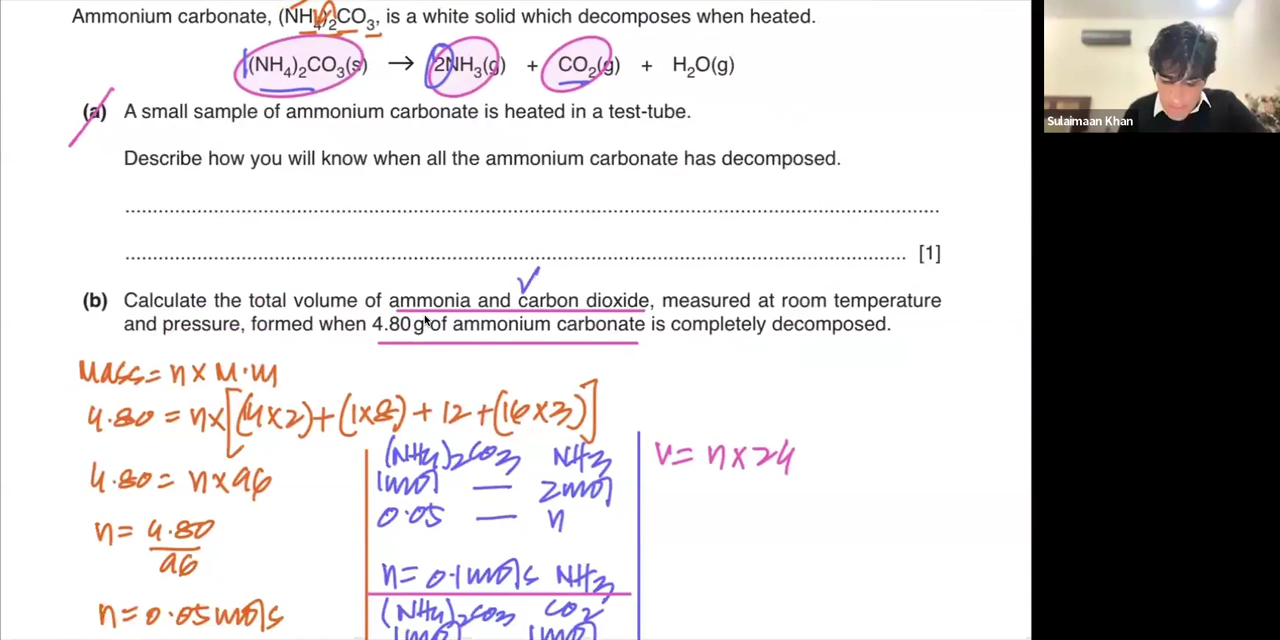 Ammonium carbonate, (NH4)2CO3, is a white solid which decomposes when heated.
(NH4)2CO3(s) → 2NH3(g) + CO2(g) + H2O(g)
(a) A small sample of ammonium carbonate is heated in a test-tube.
Describe how you will know when all the ammonium carbonate has decomposed.
[1]
(b) Calculate the total volume of ammonia and carbon dioxide, measured at room temperature
and pressure, formed when 4.80 g of ammonium carbonate is completely decomposed.
Mass = n x M.M
4.80 = n x [(14x2)+(1x8)+12+(16x3)]
4.80 = n x 96
n = 4.80
96
n = 0.05 mols
(NH4)2CO3 NH3
1mol — 2mol
0.05 — n
n = 0.1 mols NH3
(NH4)2CO3 CO2
1mol 1mol
v = n x 24
Sulaimaan Khan